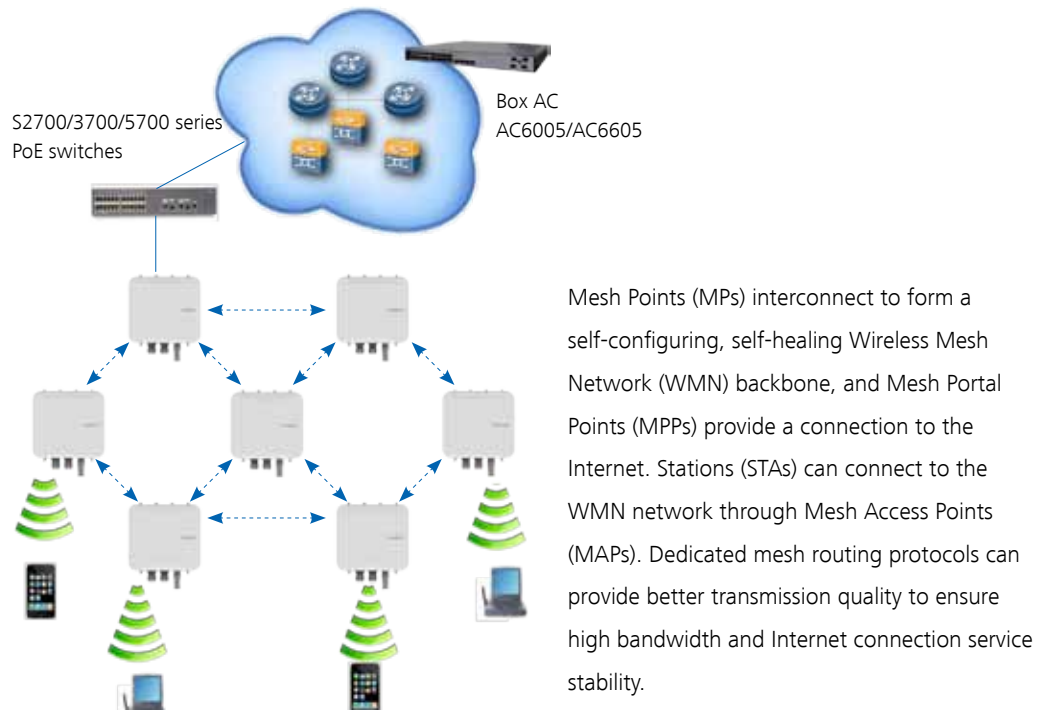 S2700/3700/5700 series
PoE switches
Box AC
AC6005/AC6605
Mesh Points (MPs) interconnect to form a
self-configuring, self-healing Wireless Mesh
Network (WMN) backbone, and Mesh Portal
Points (MPPs) provide a connection to the
Internet. Stations (STAs) can connect to the
WMN network through Mesh Access Points
(MAPs). Dedicated mesh routing protocols can
provide better transmission quality to ensure
high bandwidth and Internet connection service
stability.